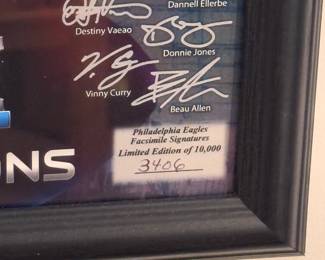 Dannell Ellerbe
Destiny Vaeao
Donnie Jones
Vinny Curry
Beau Allen
Philadelphia Eagles
Facsimile Signatures
Limited Edition of 10,000
3406
ONS